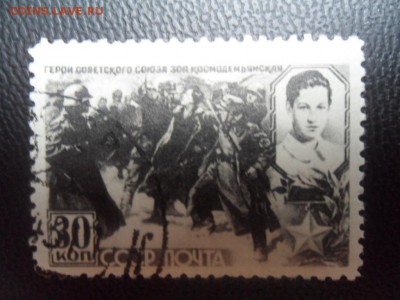 COINS.LAVE.RU
ГЕРОЙ СОВЕТСКОГО СОЮЗА ЗОЯ КОСМОДЕМЬЯНСКАЯ
30
КОП
СССР ПОЧТА